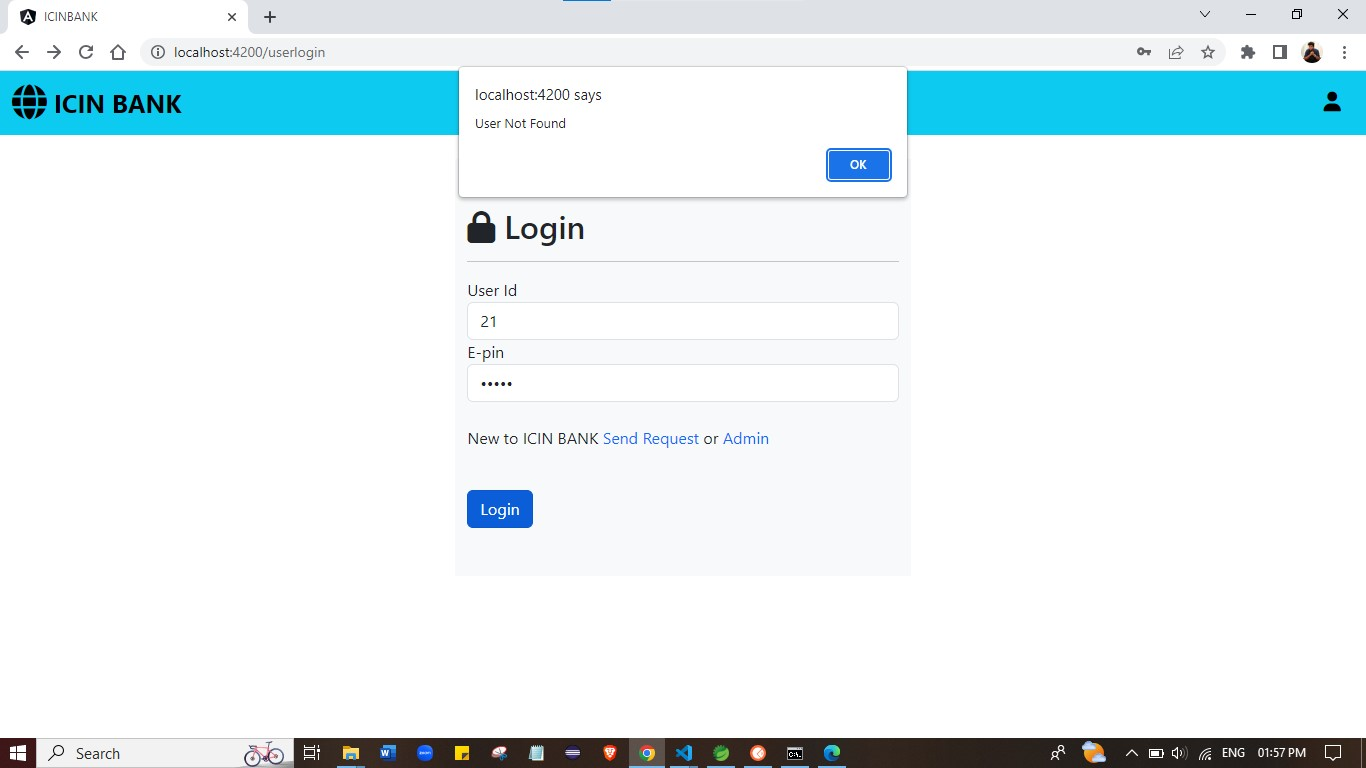 ICINBANK
localhost:4200/userlogin
ICIN BANK
localhost:4200 says
User Not Found
OK
Login
User Id
21
E-pin
•••••
New to ICIN BANK Send Request or Admin
Login
Search
ENG
01:57 PM